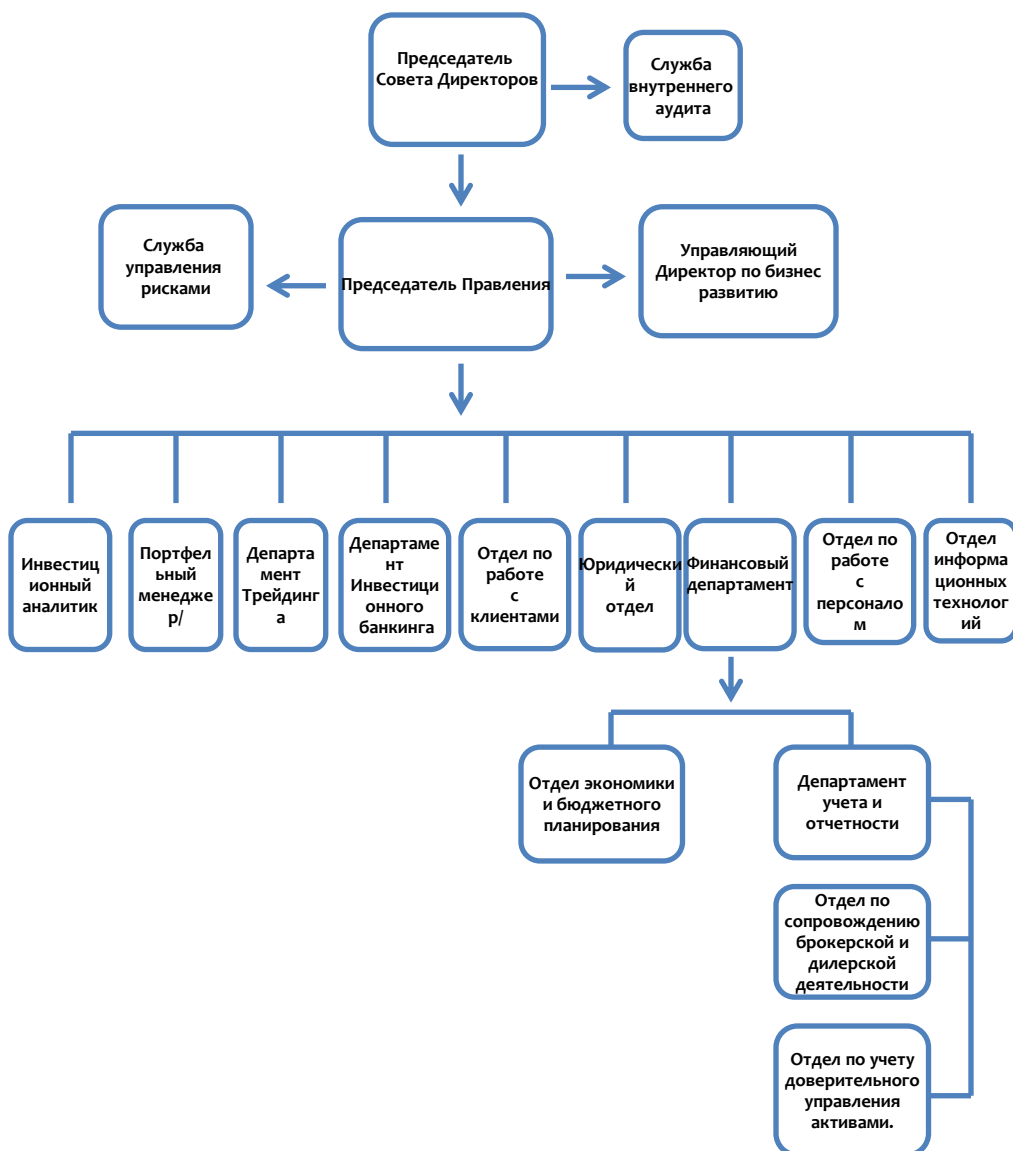 Председатель
Совета Директоров
Служба
внутреннего
аудита
Служба
управления
рисками
Председатель Правления
Управляющий
Директор по бизнес
развитию
Инвестиц
ионный
аналитик
Портфел
ьный
менедже
р/
Департа
мент
Трейдинг
а
Департамe
нт
Инвестици
онного
банкинга
Отдел по
работе
с
клиентами
Юридически
й
отдел
Финансовый
департамент
Отдел по
работе
с
персонало
м
Отдел
информа
ционных
технолог
ий
Отдел экономики
и бюджетного
планирования
Департамент
учета и
отчетности
Отдел по
сопровождению
брокерской и
дилерской
деятельности
Отдел по учету
доверительного
управления
активами.